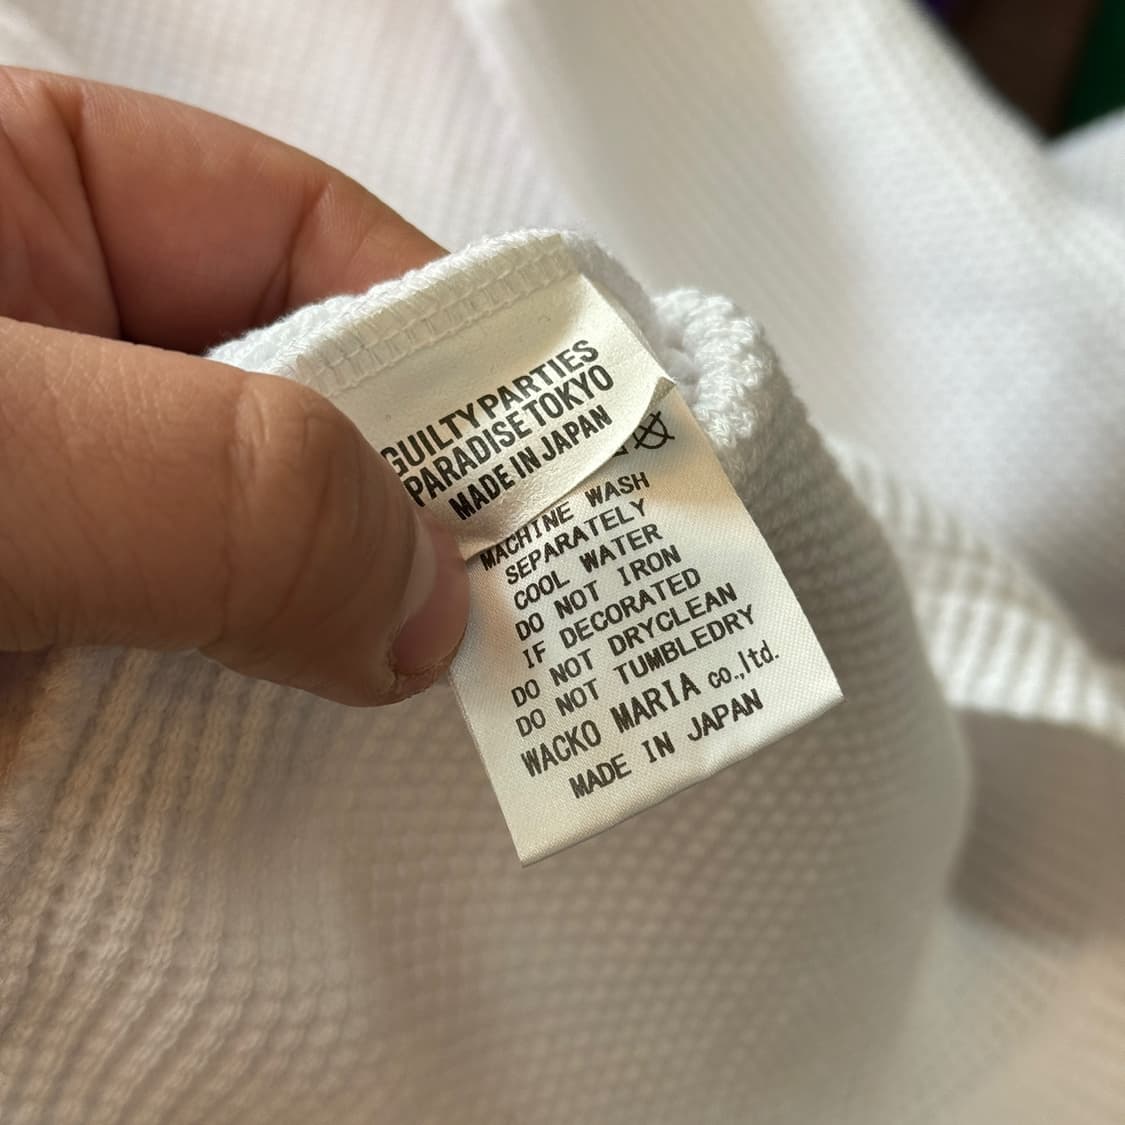 GUILTY PARTIES
PARADISE TOKYO
MADE IN JAPAN
MACHINE WASH
SEPARATELY
COOL WATER
DO NOT IRON
IF DECORATED
DO NOT DRYCLEAN
DO NOT TUMBLEDRY
WACKO MARIA co.,ltd.
MADE IN JAPAN